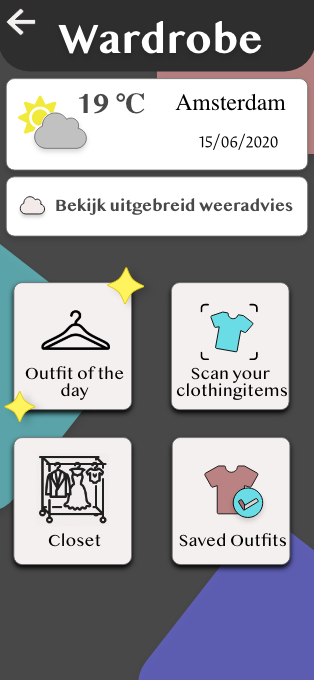 Wardrobe
19 °C
Amsterdam
15/06/2020
Bekijk uitgebreid weeradvies
Outfit of the
day
Scan your
clothingitems
Closet
Saved Outfits